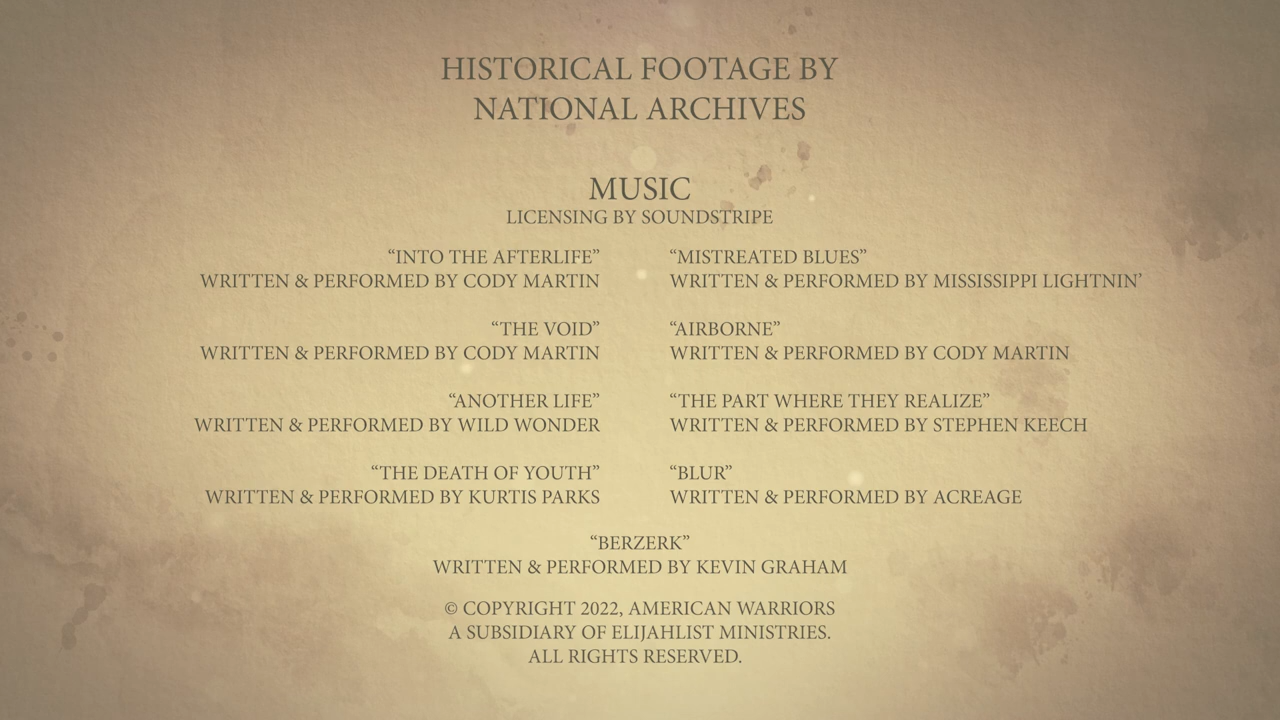 HISTORICAL FOOTAGE BY
NATIONAL ARCHIVES
MUSIC
LICENSING BY SOUNDSTRIPE
“INTO THE AFTERLIFE”
WRITTEN & PERFORMED BY CODY MARTIN
“THE VOID”
WRITTEN & PERFORMED BY CODY MARTIN
“ANOTHER LIFE”
WRITTEN & PERFORMED BY WILD WONDER
“THE DEATH OF YOUTH”
WRITTEN & PERFORMED BY KURTIS PARKS
“MISTREATED BLUES”
WRITTEN & PERFORMED BY MISSISSIPPI LIGHTNIN’
“AIRBORNE”
WRITTEN & PERFORMED BY CODY MARTIN
“THE PART WHERE THEY REALIZE”
WRITTEN & PERFORMED BY STEPHEN KEECH
“BLUR”
WRITTEN & PERFORMED BY ACREAGE
“BERZERK”
WRITTEN & PERFORMED BY KEVIN GRAHAM
© COPYRIGHT 2022, AMERICAN WARRIORS
A SUBSIDIARY OF ELIJAHLIST MINISTRIES.
ALL RIGHTS RESERVED.